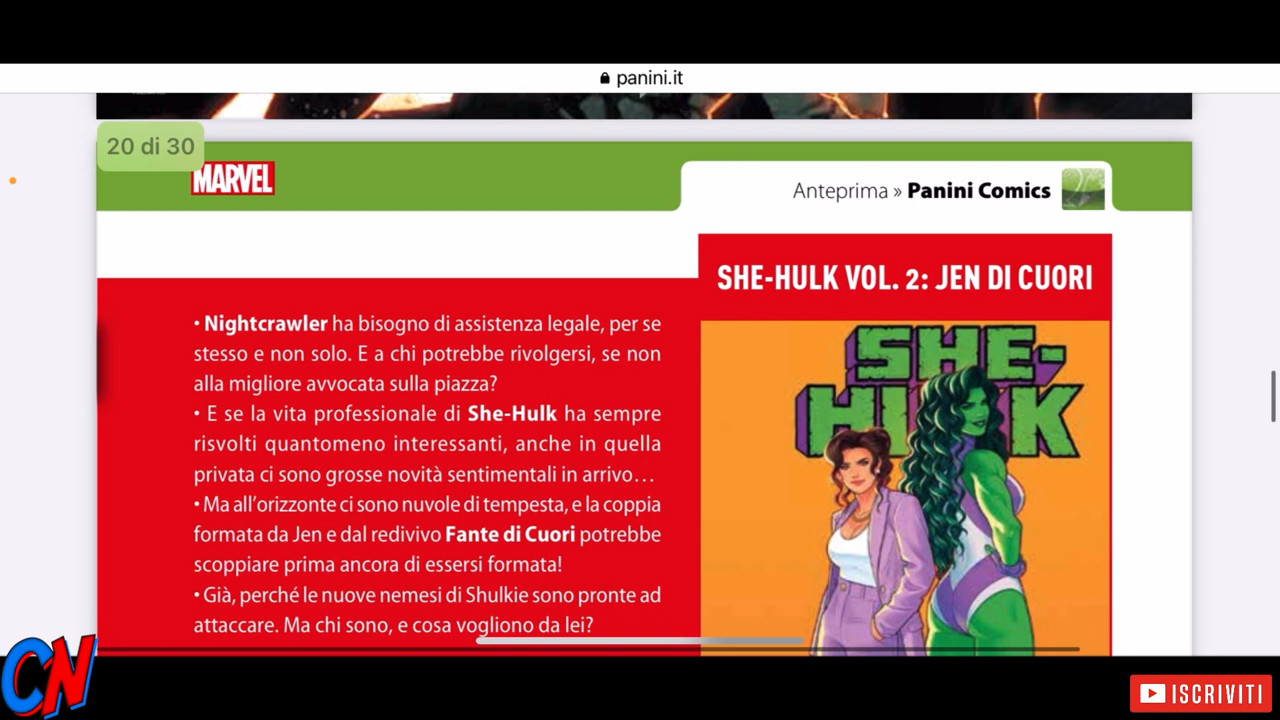 panini.it
20 di 30
MARVEL
Anteprima » Panini Comics
SHE-HULK VOL. 2: JEN DI CUORI
• Nightcrawler ha bisogno di assistenza legale, per se
stesso e non solo. E a chi potrebbe rivolgersi, se non
alla migliore avvocata sulla piazza?
• E se la vita professionale di She-Hulk ha sempre
risvolti quantomeno interessanti, anche in quella
privata ci sono grosse novità sentimentali in arrivo…
• Ma all’orizzonte ci sono nuvole di tempesta, e la coppia
formata da Jen e dal redivivo Fante di Cuori potrebbe
scoppiare prima ancora di essersi formata!
• Già, perché le nuove nemesi di Shulkie sono pronte ad
attaccare. Ma chi sono, e cosa vogliono da lei?
SHE-
HULK
CN
ISCRIVITI